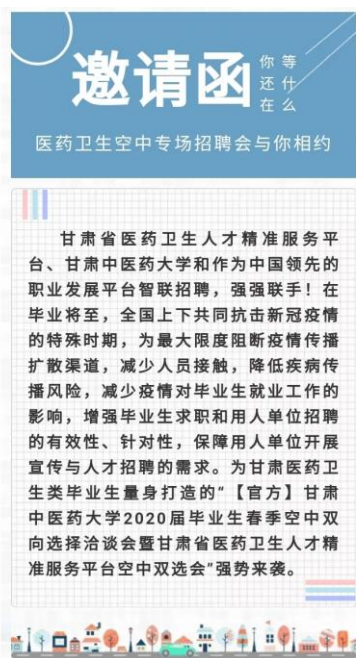 邀请函
你等
还什
在么
医药卫生空中专场招聘会与你相约
甘肃省医药卫生人才精准服务平
台、甘肃中医药大学和作为中国领先的
职业发展平台智联招聘，强强联手！在
毕业将至，全国上下共同抗击新冠疫情
的特殊时期，为最大限度阻断疫情传播
扩散渠道，减少人员接触，降低疾病传
播风险，减少疫情对毕业生就业工作的
影响，增强毕业生求职和用人单位招聘
的有效性、针对性，保障用人单位开展
宣传与人才招聘的需求。为甘肃医药卫
生类毕业生量身打造的“【官方】甘肃
中医药大学2020届毕业生春季空中双
向选择洽谈会暨甘肃省医药卫生人才精
准服务平台空中双选会”强势来袭。